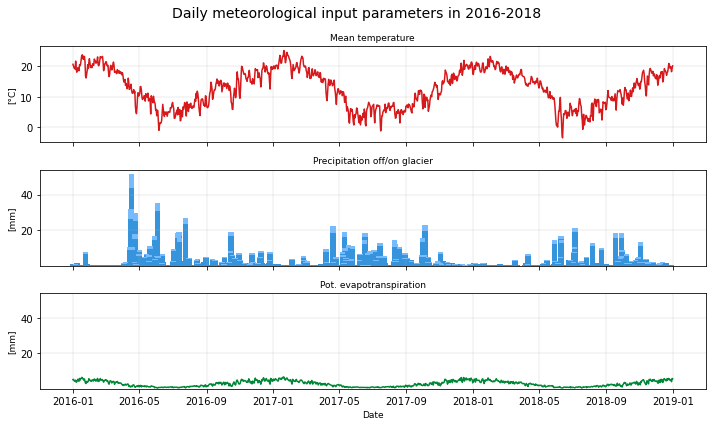 Daily meteorological input parameters in 2016-2018
Mean temperature
20
10
0
[°C]
Precipitation off/on glacier
40
20
[mm]
Pot. evapotranspiration
40
20
[mm]
2016-01 2016-05 2016-09 2017-01 2017-05 2017-09 2018-01 2018-05 2018-09 2019-01
Date